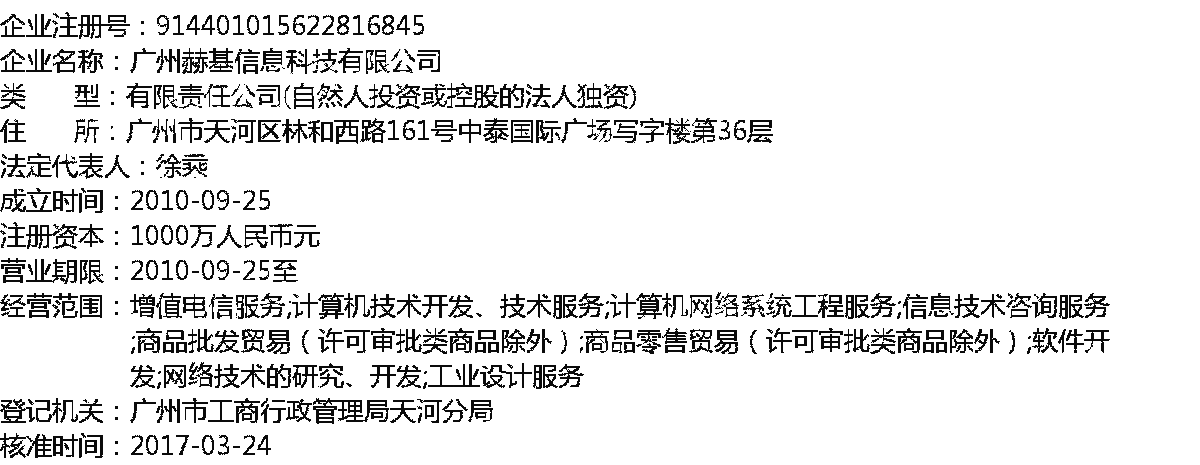 企业注册号：914401015622816845
企业名称：广州赫基信息科技有限公司
类 型：有限责任公司(自然人投资或控股的法人独资)
住 所：广州市天河区林和西路161号中泰国际广场写字楼第36层
法定代表人：徐乘
成立时间：2010-09-25
注册资本：1000万人民币元
营业期限：2010-09-25至
经营范围：增值电信服务;计算机技术开发、技术服务;计算机网络系统工程服务;信息技术咨询服务
;商品批发贸易（许可审批类商品除外）;商品零售贸易（许可审批类商品除外）;软件开
发;网络技术的研究、开发;工业设计服务
登记机关：广州市工商行政管理局天河分局
核准时间：2017-03-24